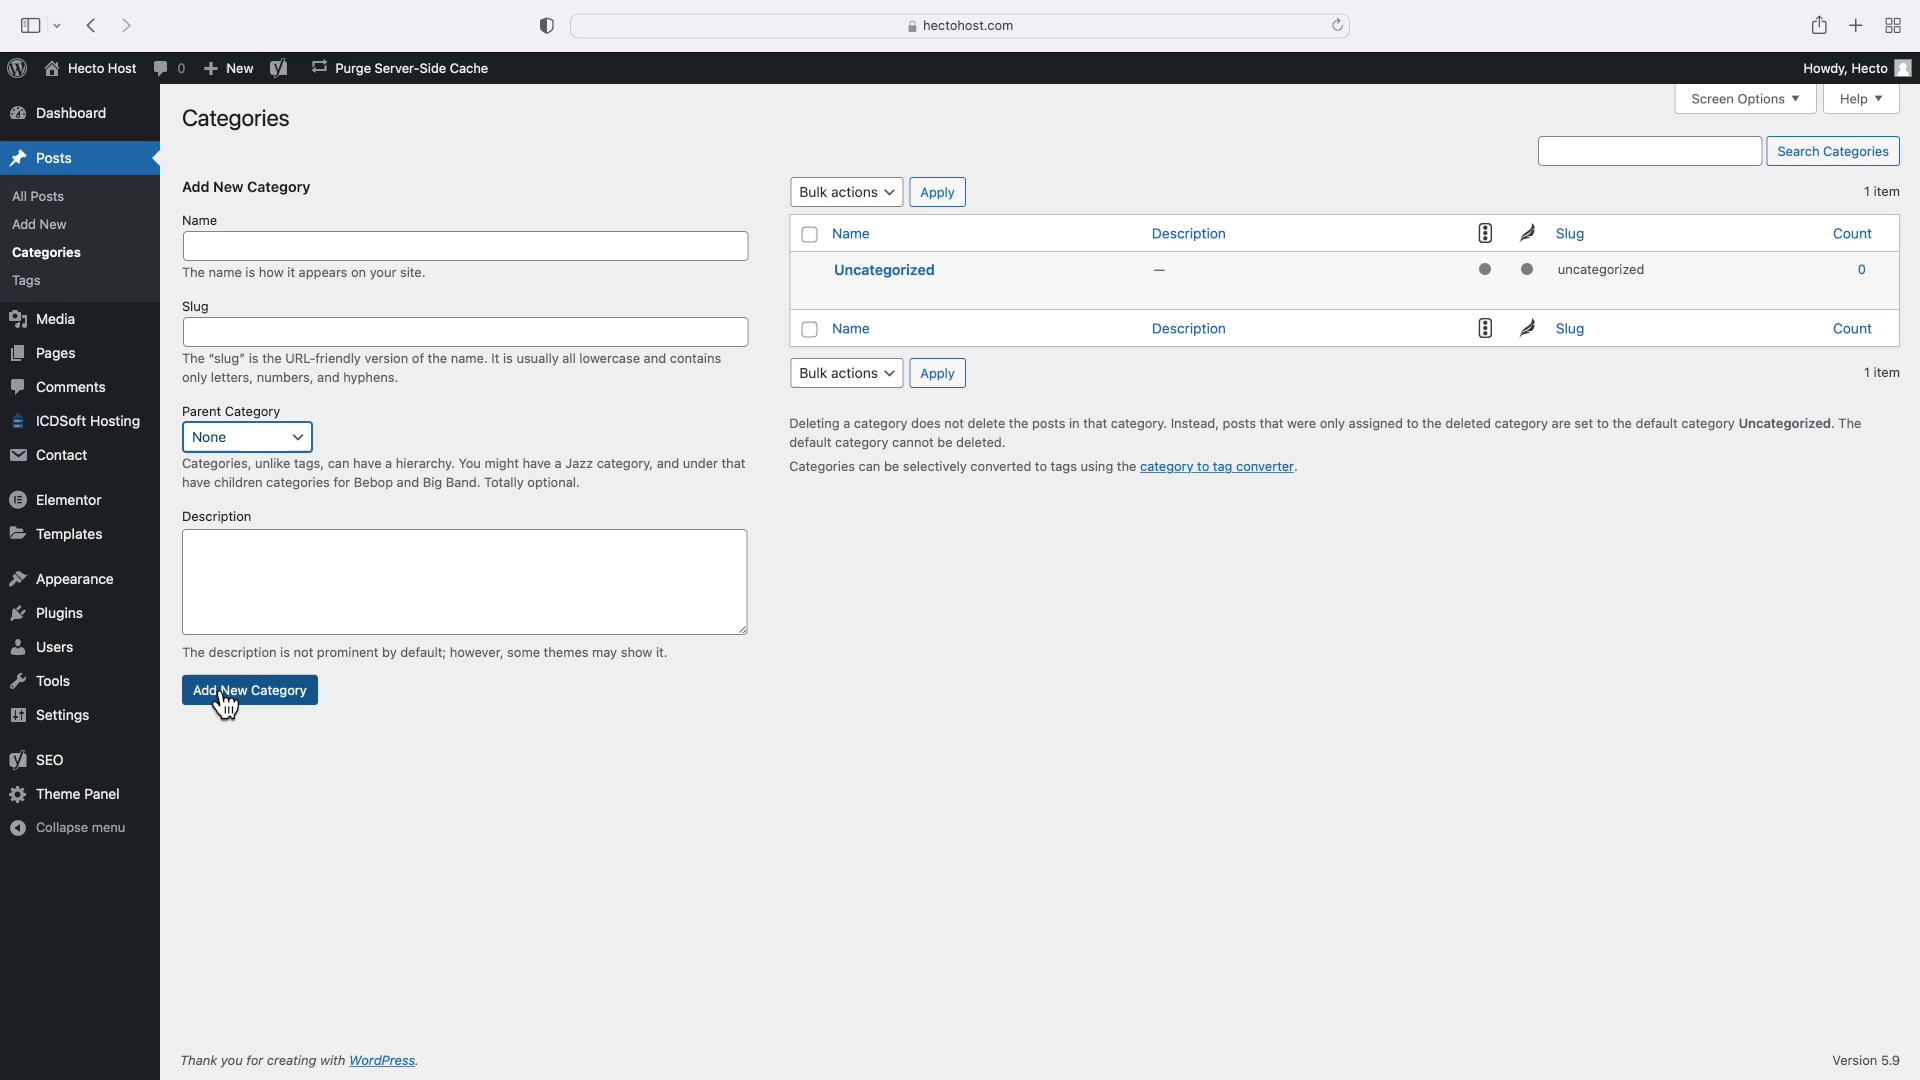 hectohost.com
Hecto Host
0
New
Purge Server-Side Cache
Howdy, Hecto
Dashboard
Posts
All Posts
Add New
Categories
Tags
Media
Pages
Comments
ICDSoft Hosting
Contact
Elementor
Templates
Appearance
Plugins
Users
Tools
Settings
SEO
Theme Panel
Collapse menu
Categories
Screen Options
Help
Search Categories
Add New Category
Name
The name is how it appears on your site.
Slug
The “slug” is the URL-friendly version of the name. It is usually all lowercase and contains
only letters, numbers, and hyphens.
Parent Category
None
Categories, unlike tags, can have a hierarchy. You might have a Jazz category, and under that
have children categories for Bebop and Big Band. Totally optional.
Description
The description is not prominent by default; however, some themes may show it.
Add New Category
Bulk actions Apply 1 item
Name Description Slug Count
Uncategorized — uncategorized 0
Name Description Slug Count
Bulk actions Apply 1 item
Deleting a category does not delete the posts in that category. Instead, posts that were only assigned to the deleted category are set to the default category Uncategorized. The
default category cannot be deleted.
Categories can be selectively converted to tags using the category to tag converter.
Thank you for creating with WordPress.
Version 5.9